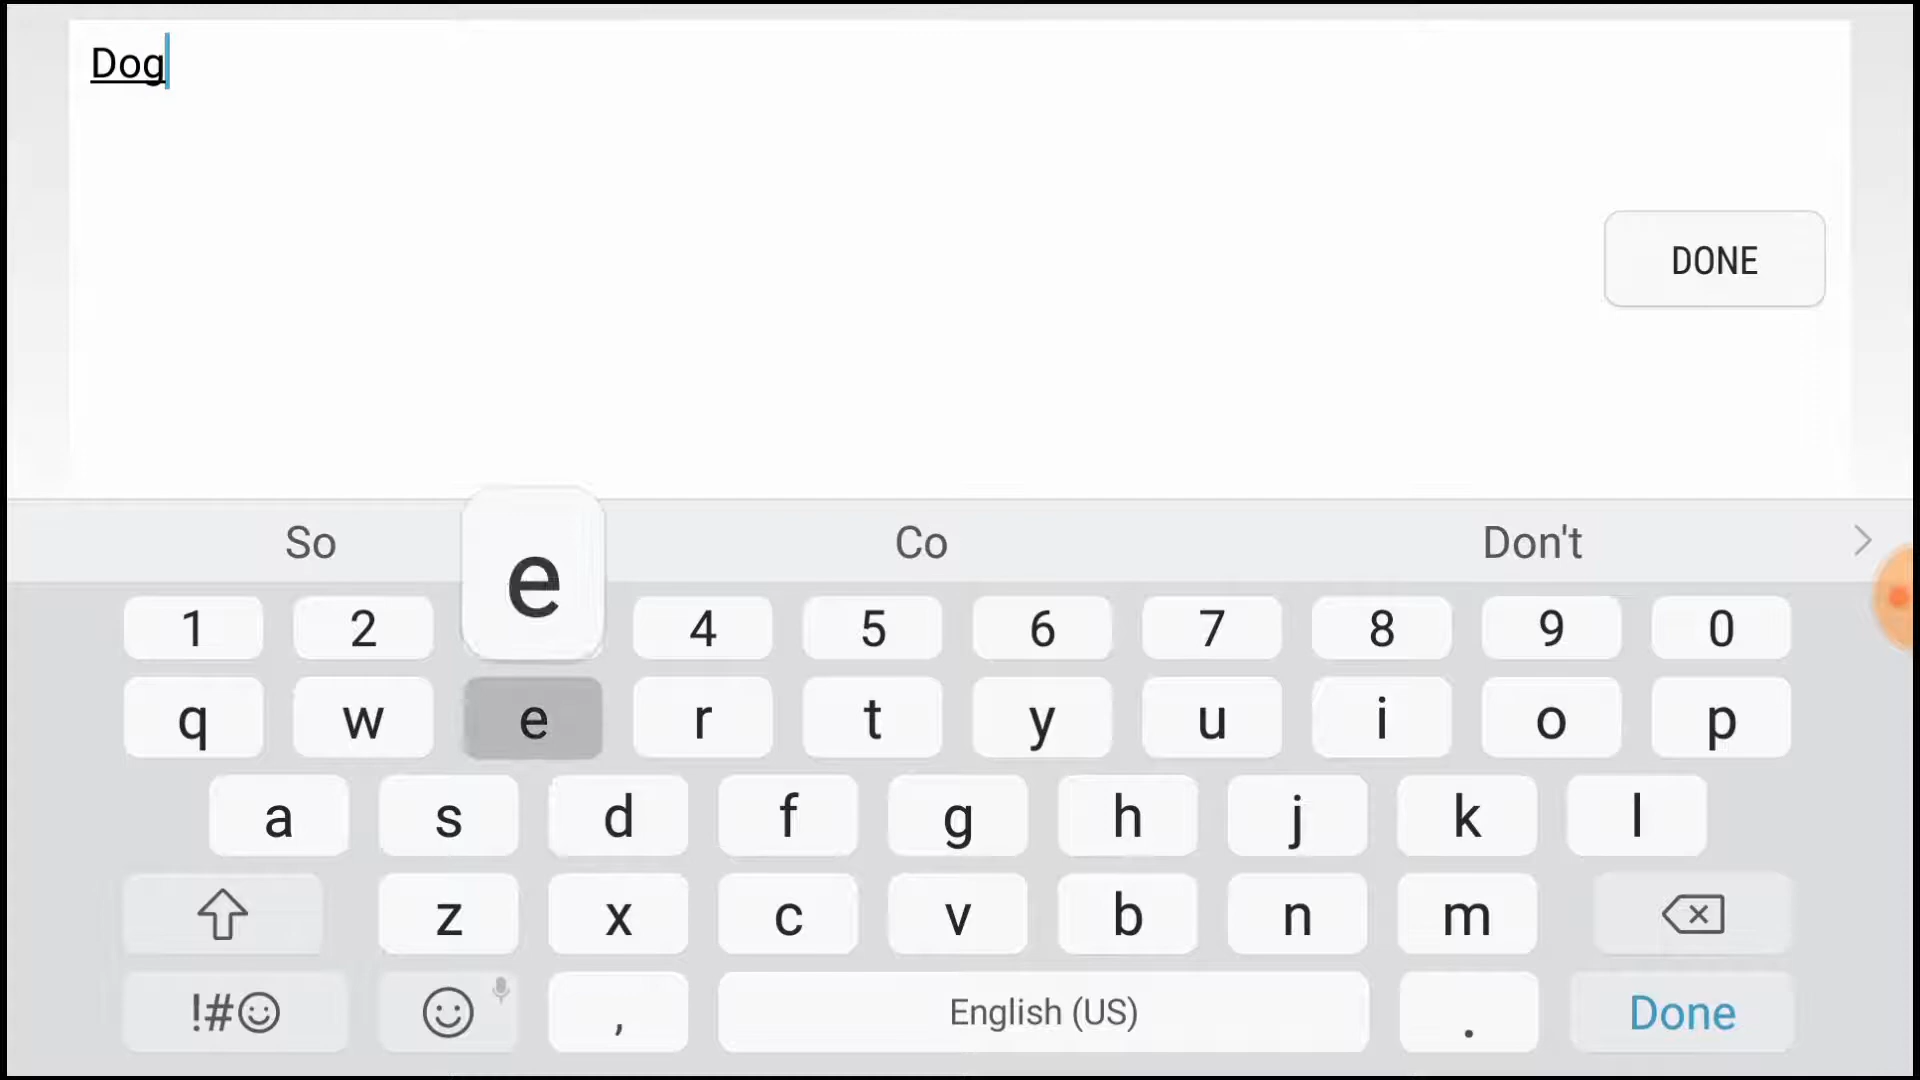 Dog
DONE
So Co Don't
e
1 2 4 5 6 7 8 9 0
q w e r t y u i o p
a s d f g h j k l
z x c v b n m
!# , English (US) . Done